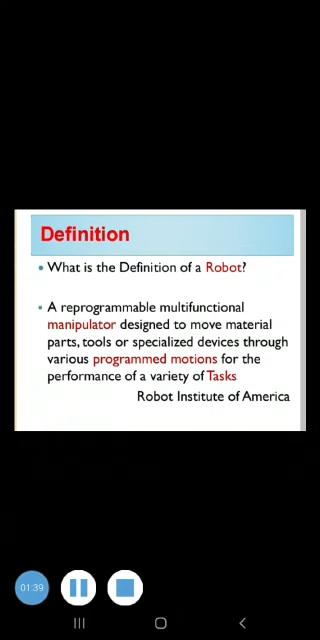 Definition
• What is the Definition of a Robot?
• A reprogrammable multifunctional
manipulator designed to move material
parts, tools or specialized devices through
various programmed motions for the
performance of a variety of Tasks
Robot Institute of America
01:39